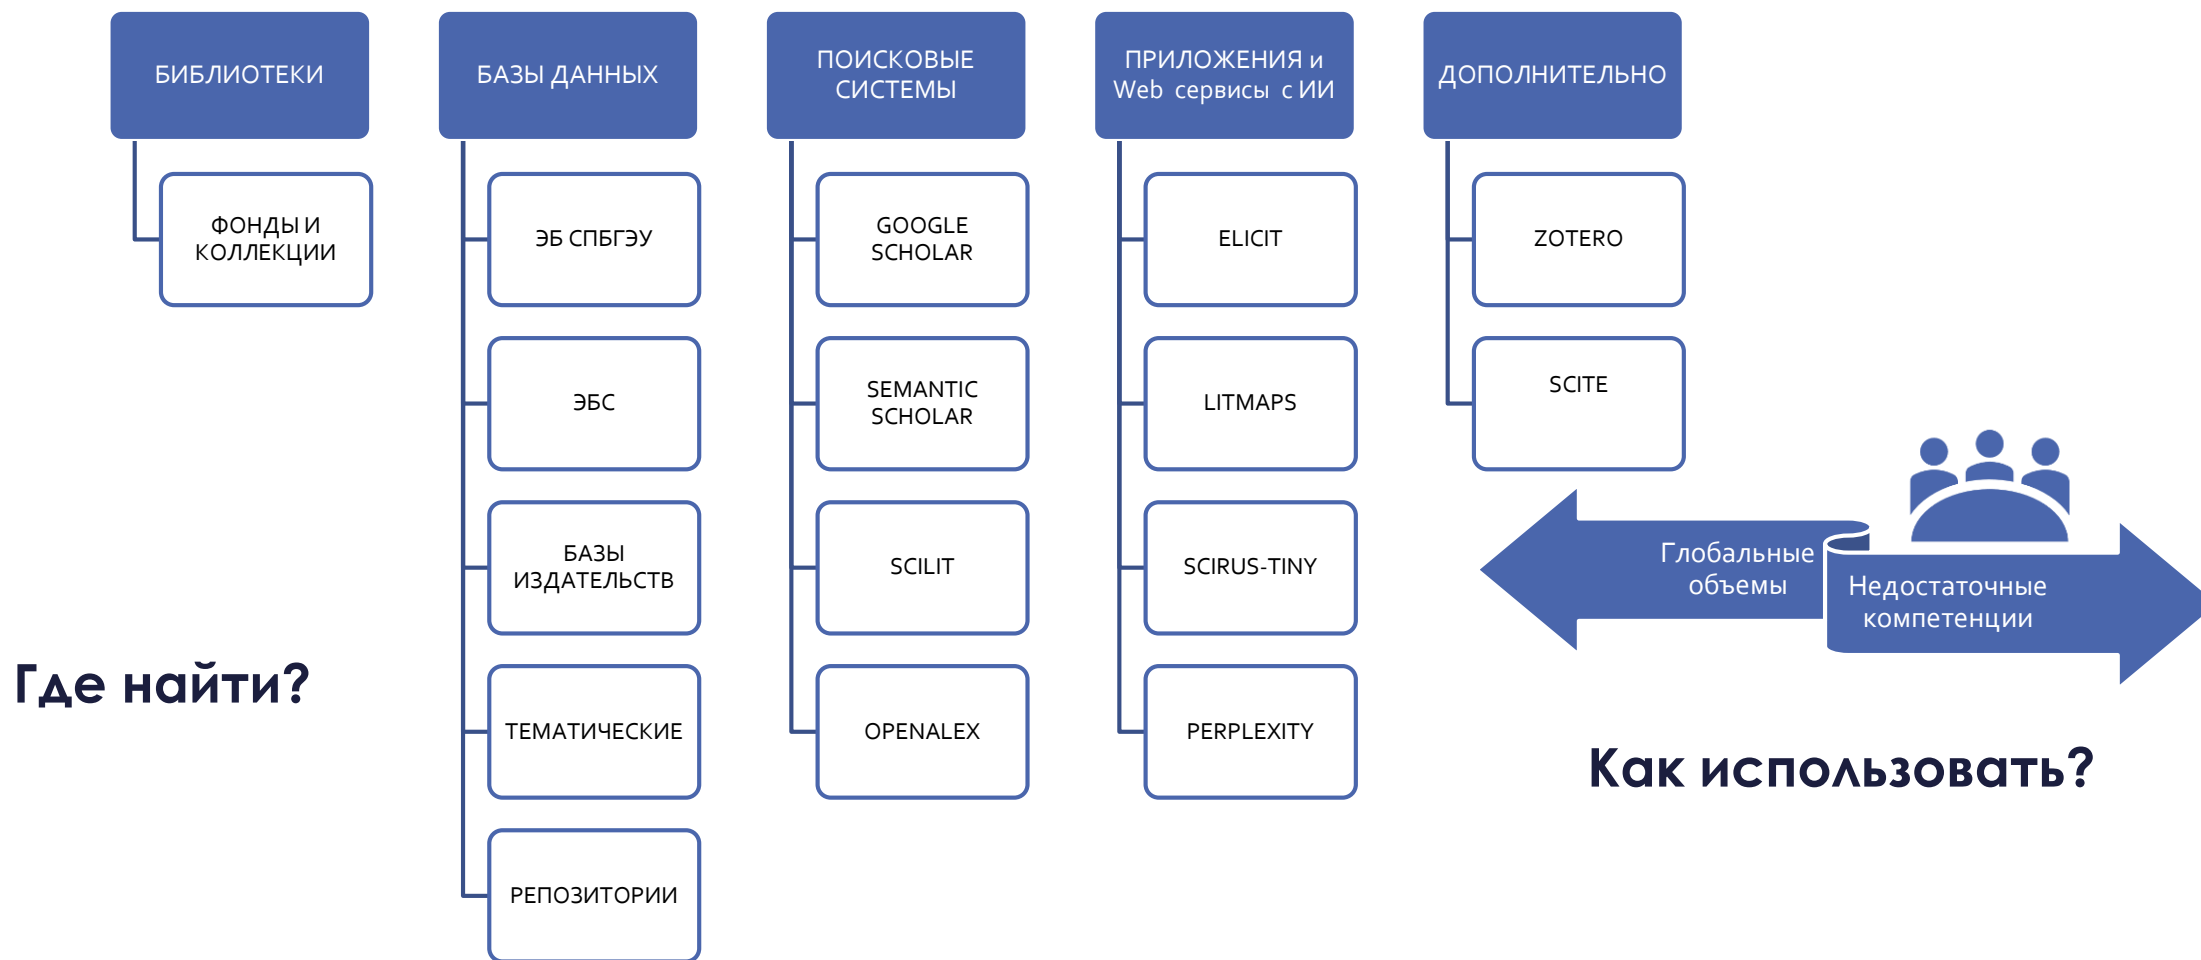 БИБЛИОТЕКИ
ФОНДЫ И
КОЛЛЕКЦИИ
БАЗЫ ДАННЫХ
ЭБ СПБГЭУ
ЭБС
БАЗЫ
ИЗДАТЕЛЬСТВ
ТЕМАТИЧЕСКИЕ
РЕПОЗИТОРИИ
ПОИСКОВЫЕ
СИСТЕМЫ
GOOGLE
SCHOLAR
SEMANTIC
SCHOLAR
SCILIT
OPENALEX
ПРИЛОЖЕНИЯ и
Web сервисы с ИИ
ELICIT
LITMAPS
SCIRUS-TINY
PERPLEXITY
ДОПОЛНИТЕЛЬНО
ZOTERO
SCITE
Глобальные
объемы
Недостаточные
компетенции
Где найти?
Как использовать?